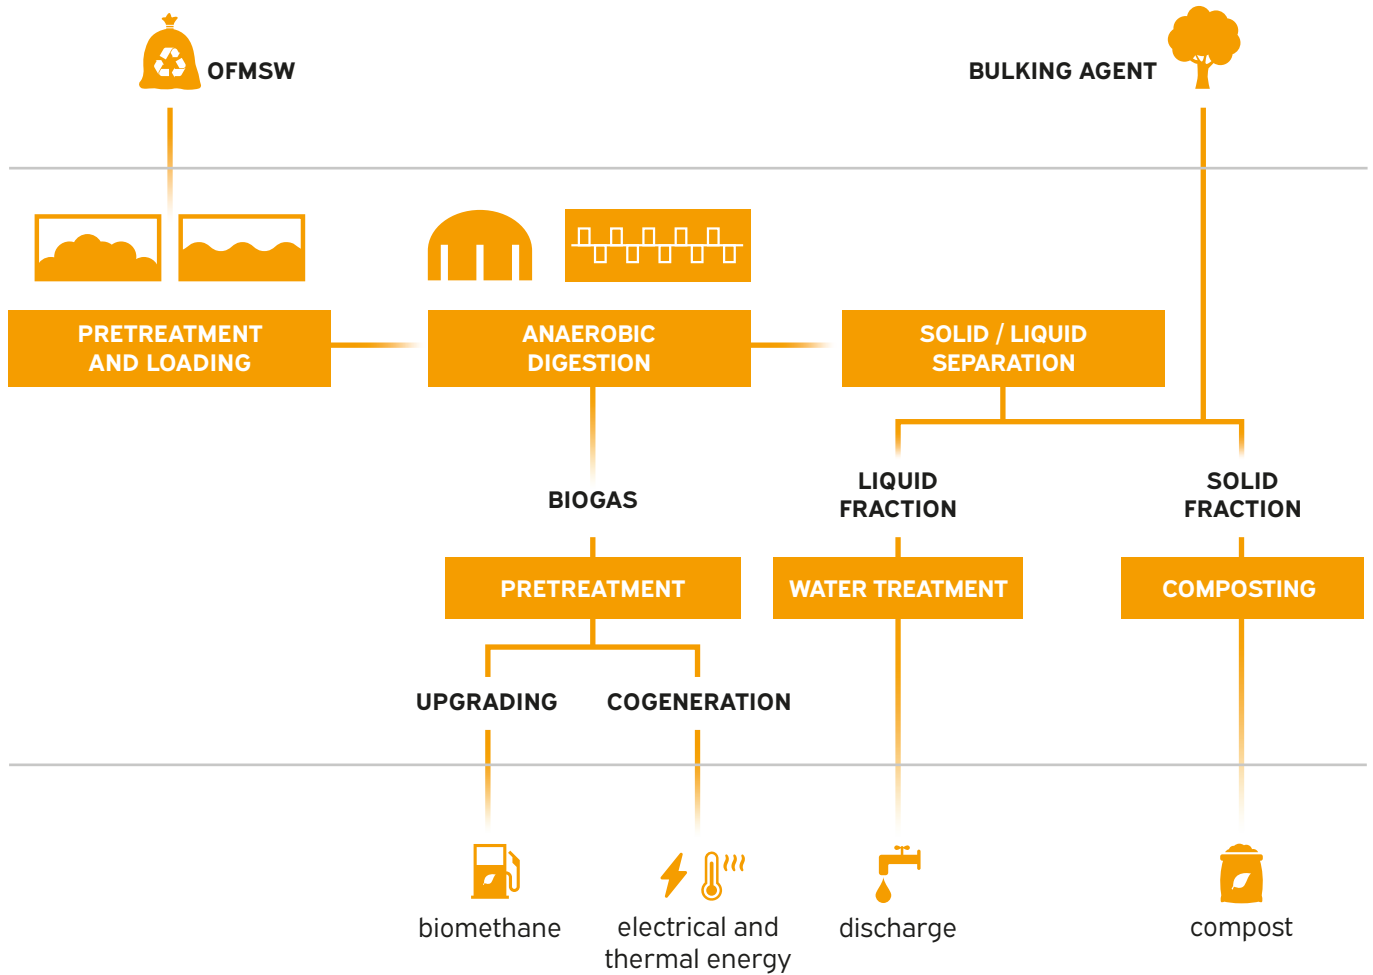 OFMSW
BULKING AGENT
PRETREATMENT
AND LOADING
ANAEROBIC
DIGESTION
SOLID / LIQUID
SEPARATION
BIOGAS
LIQUID
FRACTION
SOLID
FRACTION
PRETREATMENT
WATER TREATMENT
COMPOSTING
UPGRADING
COGENERATION
biomethane
electrical and
thermal energy
discharge
compost